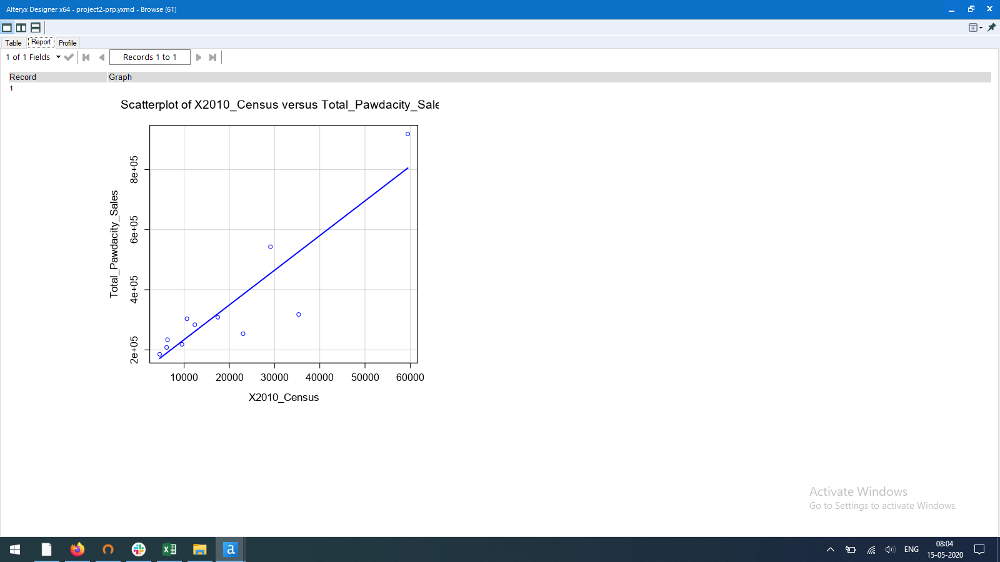 Alteryx Designer x64 - project2-prp.yxmd - Browse (61)
Table Report Profile
1 of 1 Fields Records 1 to 1
Record Graph
1
Scatterplot of X2010_Census versus Total_Pawdacity_Sale
Total_Pawdacity_Sales
8e+05
6e+05
4e+05
2e+05
10000 20000 30000 40000 50000 60000
X2010_Census
Activate Windows
Go to Settings to activate Windows.
a
ENG
08:04
15-05-2020